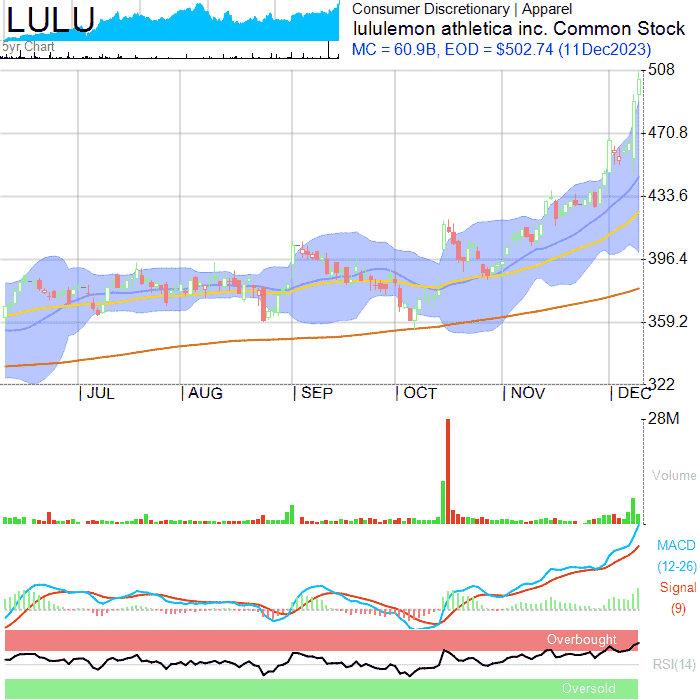 LULU
5yr. Chart
Consumer Discretionary | Apparel
lululemon athletica inc. Common Stock
MC = 60.9B, EOD = $502.74 (11Dec2023)
508
470.8
433.6
396.4
359.2
322
| JUL
| AUG
| SEP
| OCT
| NOV
| DEC
28M
Volume
MACD
(12-26)
Signal
(9)
Overbought
RSI(14)
Oversold